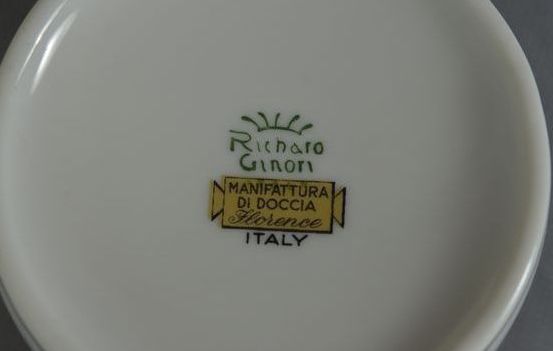 Richard
Ginori
MANIFATTURA
DI DOCCIA
Florence
ITALY